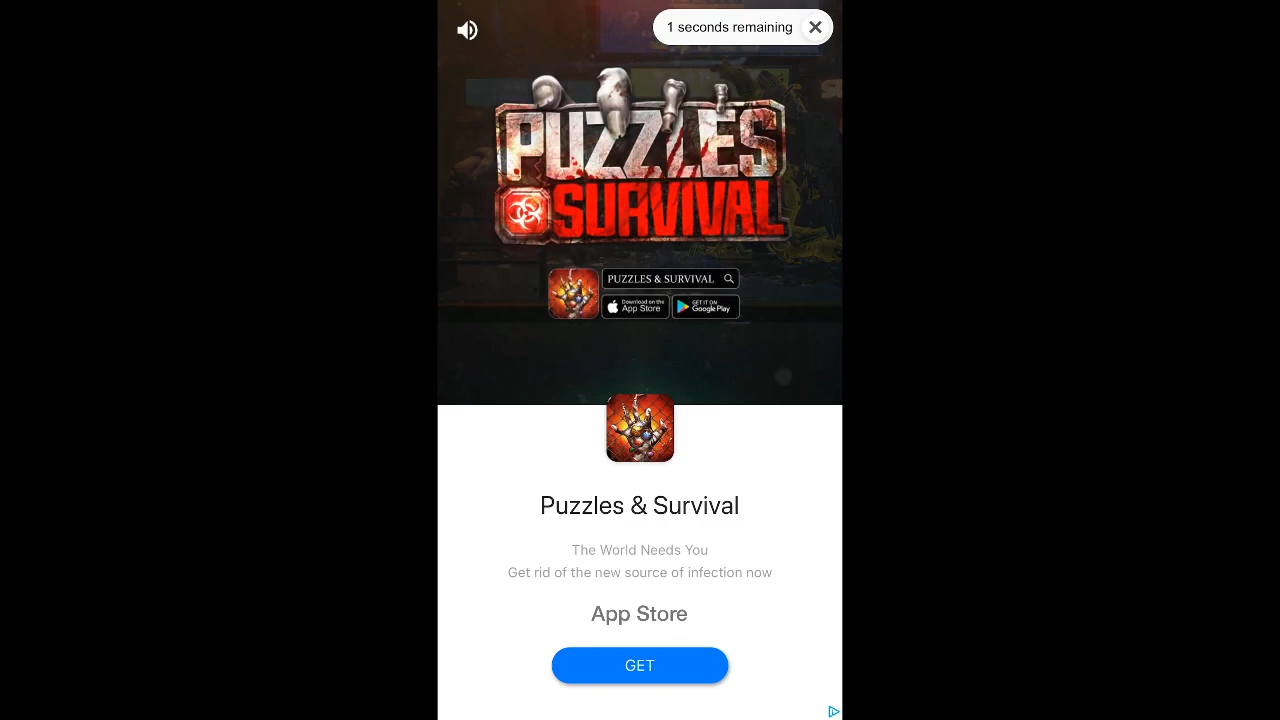 1 seconds remaining
PUZZLES
SURVIVAL
PUZZLES & SURVIVAL
Download on the
App Store
GET IT ON
Google Play
Puzzles & Survival
The World Needs You
Get rid of the new source of infection now
App Store
GET